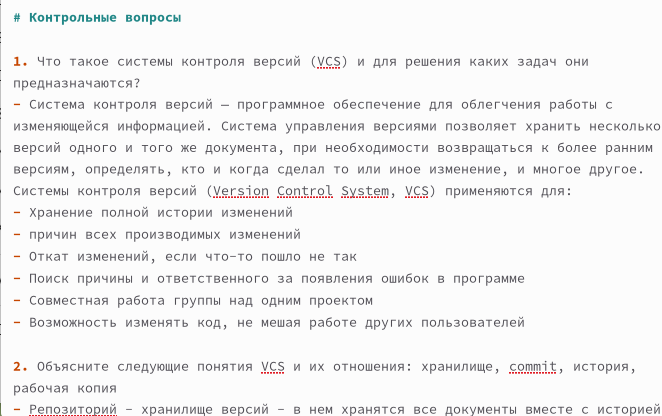 # Контрольные вопросы
1. Что такое системы контроля версий (VCS) и для решения каких задач они
предназначаются?
– Система контроля версий — программное обеспечение для облегчения работы с
изменяющейся информацией. Система управления версиями позволяет хранить несколько
версий одного и того же документа, при необходимости возвращаться к более ранним
версиям, определять, кто и когда сделал то или иное изменение, и многое другое.
Системы контроля версий (Version Control System, VCS) применяются для:
– Хранение полной истории изменений
– причин всех производимых изменений
– Откат изменений, если что-то пошло не так
– Поиск причины и ответственного за появления ошибок в программе
– Совместная работа группы над одним проектом
– Возможность изменять код, не мешая работе других пользователей
2. Объясните следующие понятия VCS и их отношения: хранилище, commit, история,
рабочая копия
– Репозиторий – хранилище версий – в нем хранятся все документы вместе с историей